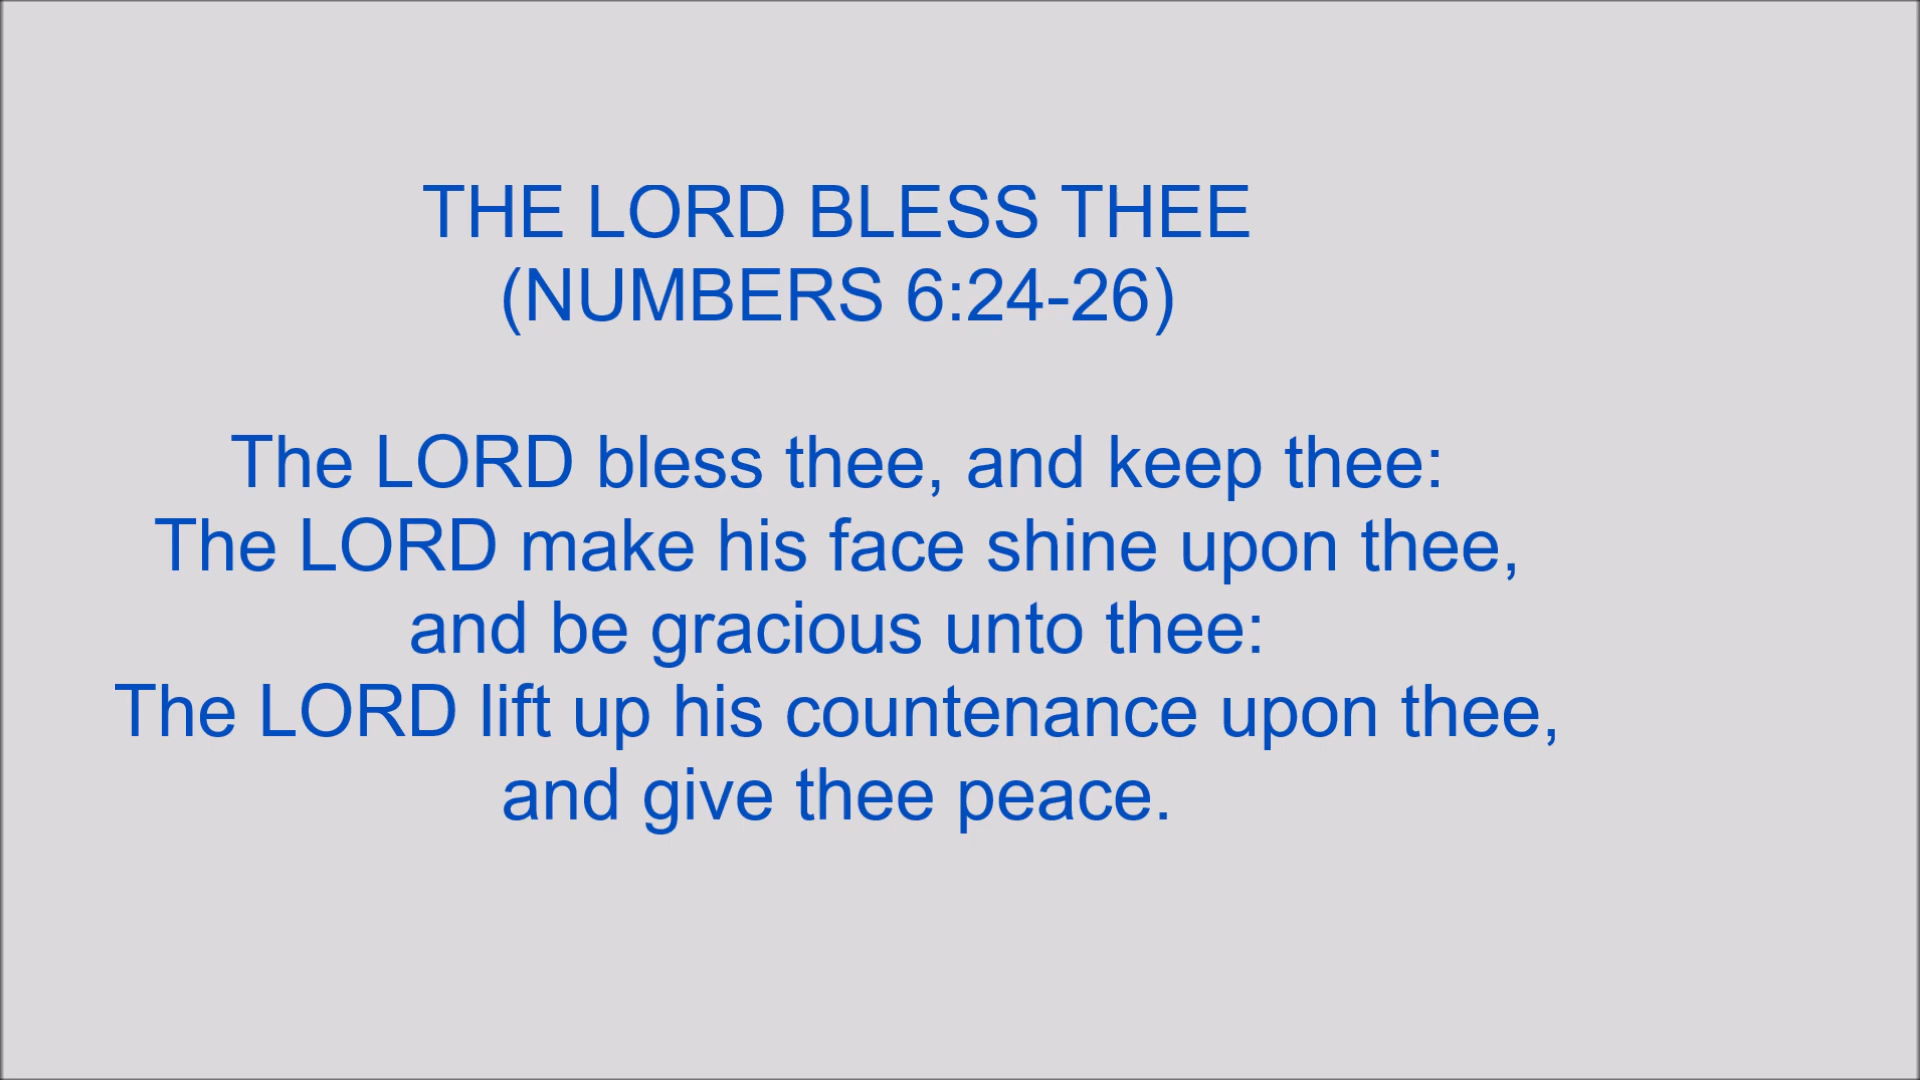 THE LORD BLESS THEE
(NUMBERS 6:24-26)
The LORD bless thee, and keep thee:
The LORD make his face shine upon thee,
and be gracious unto thee:
The LORD lift up his countenance upon thee,
and give thee peace.